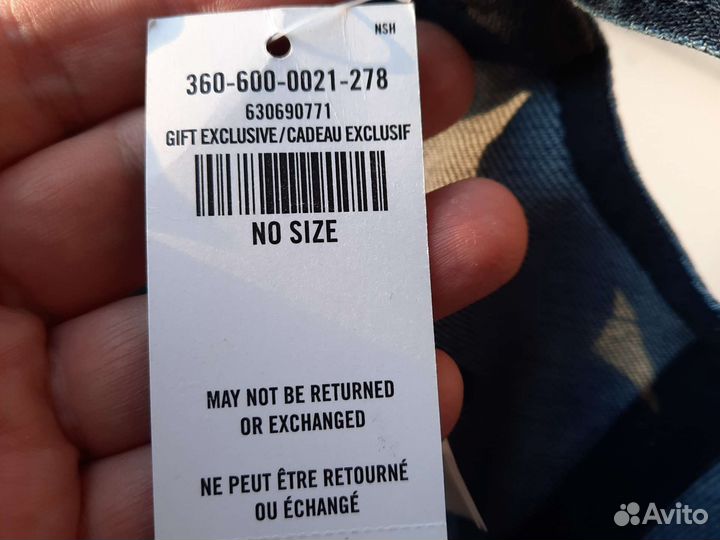 NSH
360-600-0021-278
630690771
GIFT EXCLUSIVE/CADEAU EXCLUSIF
NO SIZE
MAY NOT BE RETURNED
OR EXCHANGED
NE PEUT ÊTRE RETOURNÉ
OU ÉCHANGÉ
Avito